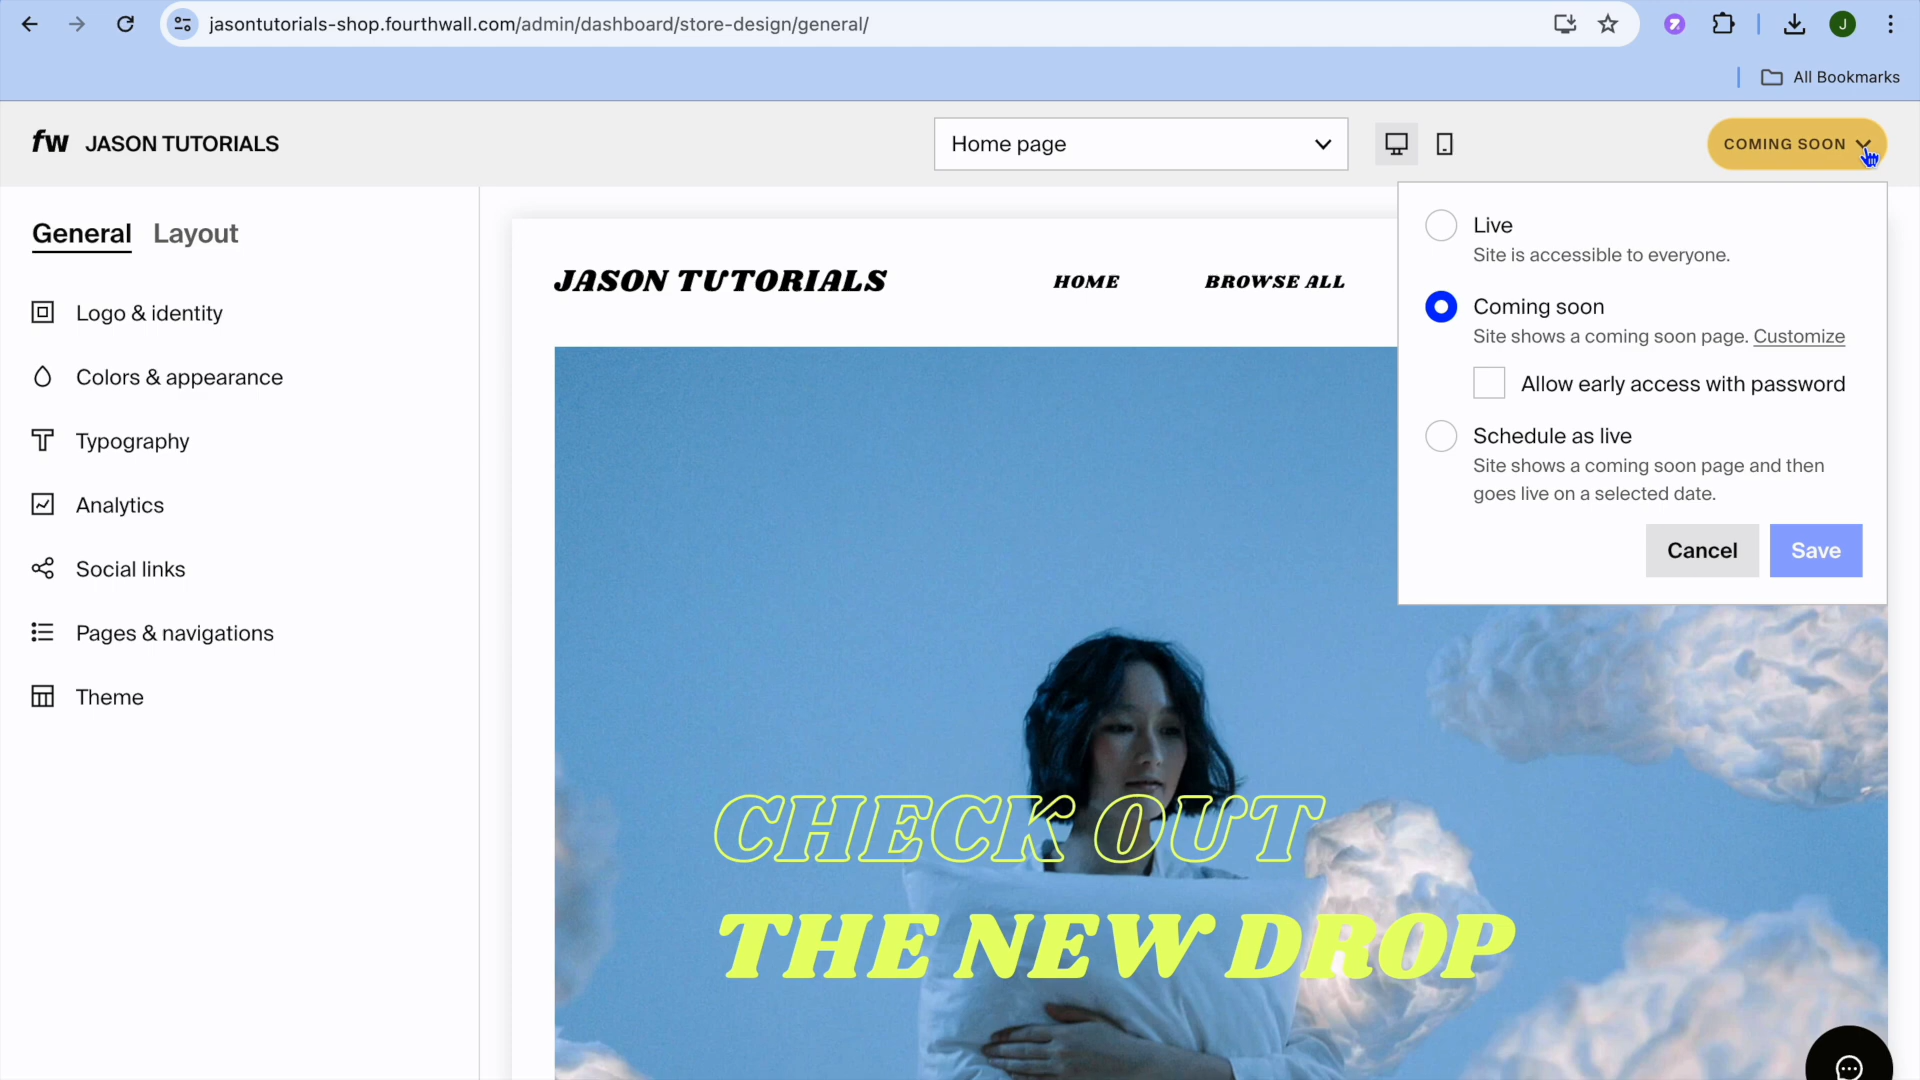 jasontutorials-shop.fourthwall.com/admin/dashboard/store-design/general/
J
All Bookmarks
fw JASON TUTORIALS
Home page
COMING SOON
General
Layout
Logo & identity
Colors & appearance
Typography
Analytics
Social links
Pages & navigations
Theme
JASON TUTORIALS
HOME
BROWSE ALL
CHECK OUT
THE NEW DROP
Live
Site is accessible to everyone.
Coming soon
Site shows a coming soon page. Customize
Allow early access with password
Schedule as live
Site shows a coming soon page and then
goes live on a selected date.
Cancel
Save